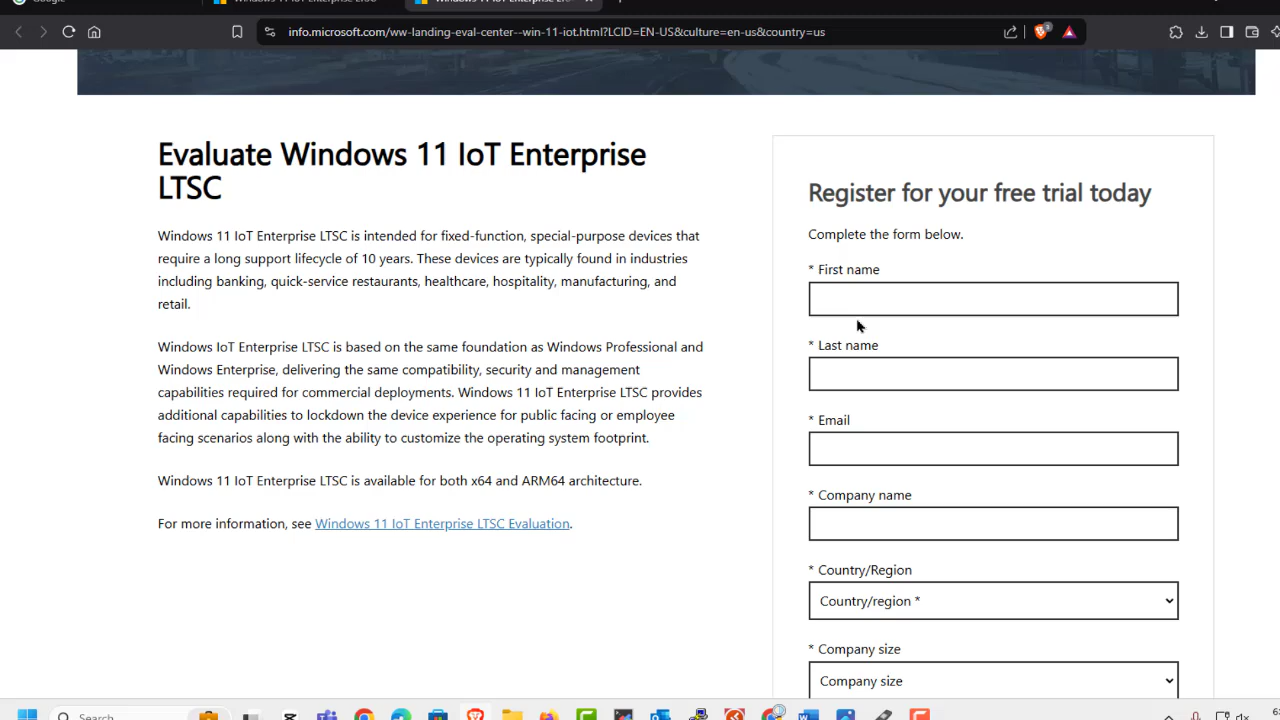 info.microsoft.com/ww-landing-eval-center--win-11-iot.html?LCID=EN-US&culture=en-us&country=us
Evaluate Windows 11 IoT Enterprise
LTSC
Windows 11 IoT Enterprise LTSC is intended for fixed-function, special-purpose devices that
require a long support lifecycle of 10 years. These devices are typically found in industries
including banking, quick-service restaurants, healthcare, hospitality, manufacturing, and
retail.
Windows IoT Enterprise LTSC is based on the same foundation as Windows Professional and
Windows Enterprise, delivering the same compatibility, security and management
capabilities required for commercial deployments. Windows 11 IoT Enterprise LTSC provides
additional capabilities to lockdown the device experience for public facing or employee
facing scenarios along with the ability to customize the operating system footprint.
Windows 11 IoT Enterprise LTSC is available for both x64 and ARM64 architecture.
For more information, see Windows 11 IoT Enterprise LTSC Evaluation.
Register for your free trial today
Complete the form below.
* First name
* Last name
* Email
* Company name
* Country/Region
Country/region *
* Company size
Company size
Search